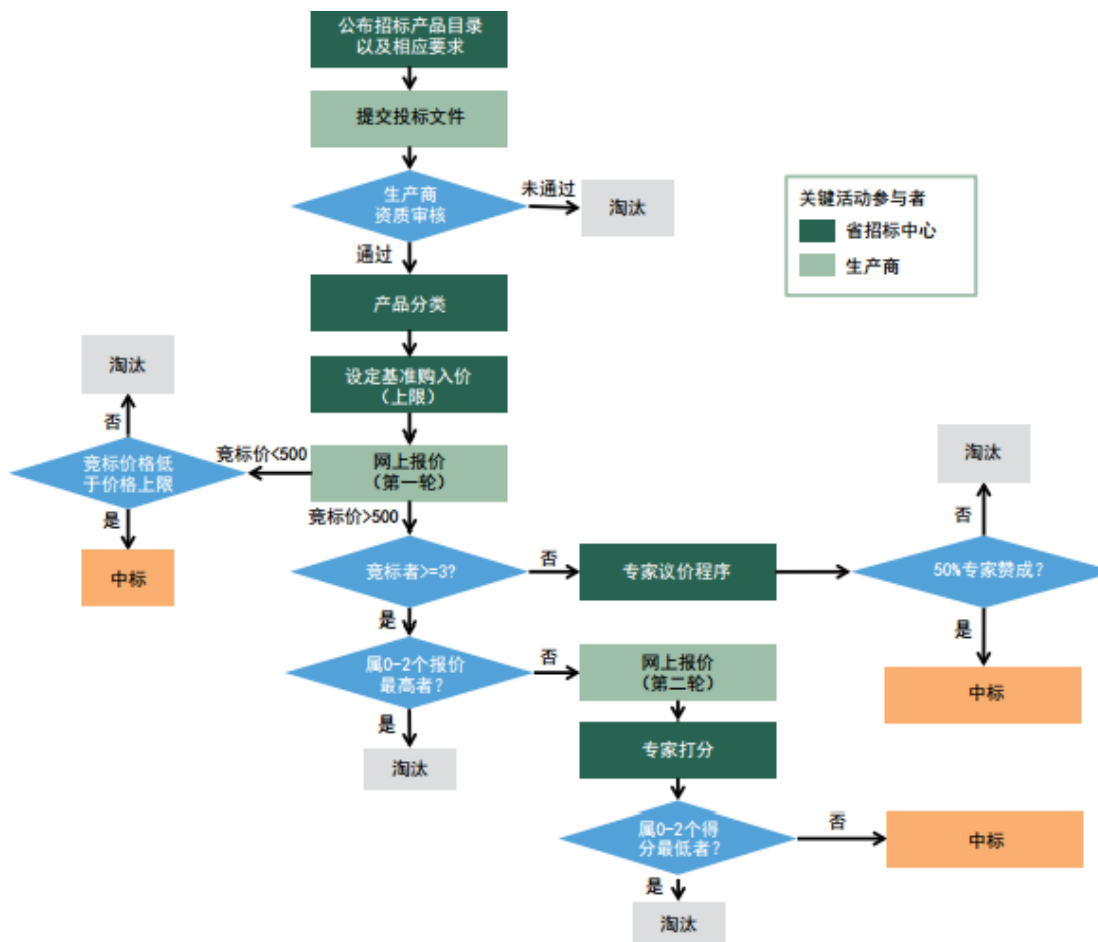 公布招标产品目录
以及相应要求
提交投标文件
生产商
资质审核
未通过
淘汰
通过
关键活动参与者
省招标中心
生产商
产品分类
淘汰
设定基准购入价
（上限）
否
竞标价格低
于价格上限
竞标价<500
网上报价
（第一轮）
是
中标
竞标价>500
淘汰
否
竞标者>=3?
否
专家议价程序
50%专家赞成？
是
是
中标
属0-2个报价
最高者？
否
网上报价
（第二轮）
是
淘汰
专家打分
属0-2个得
分最低者？
否
中标
是
淘汰